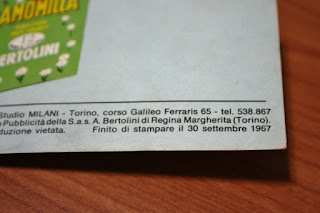 AMOMILLA
BERTOLINI
Studio MILANI - Torino, corso Galileo Ferraris 65 - tel. 538.867
Pubblicità della S.a.s. A. Bertolini di Regina Margherita (Torino).
duzione vietata. Finito di stampare il 30 settembre 1967